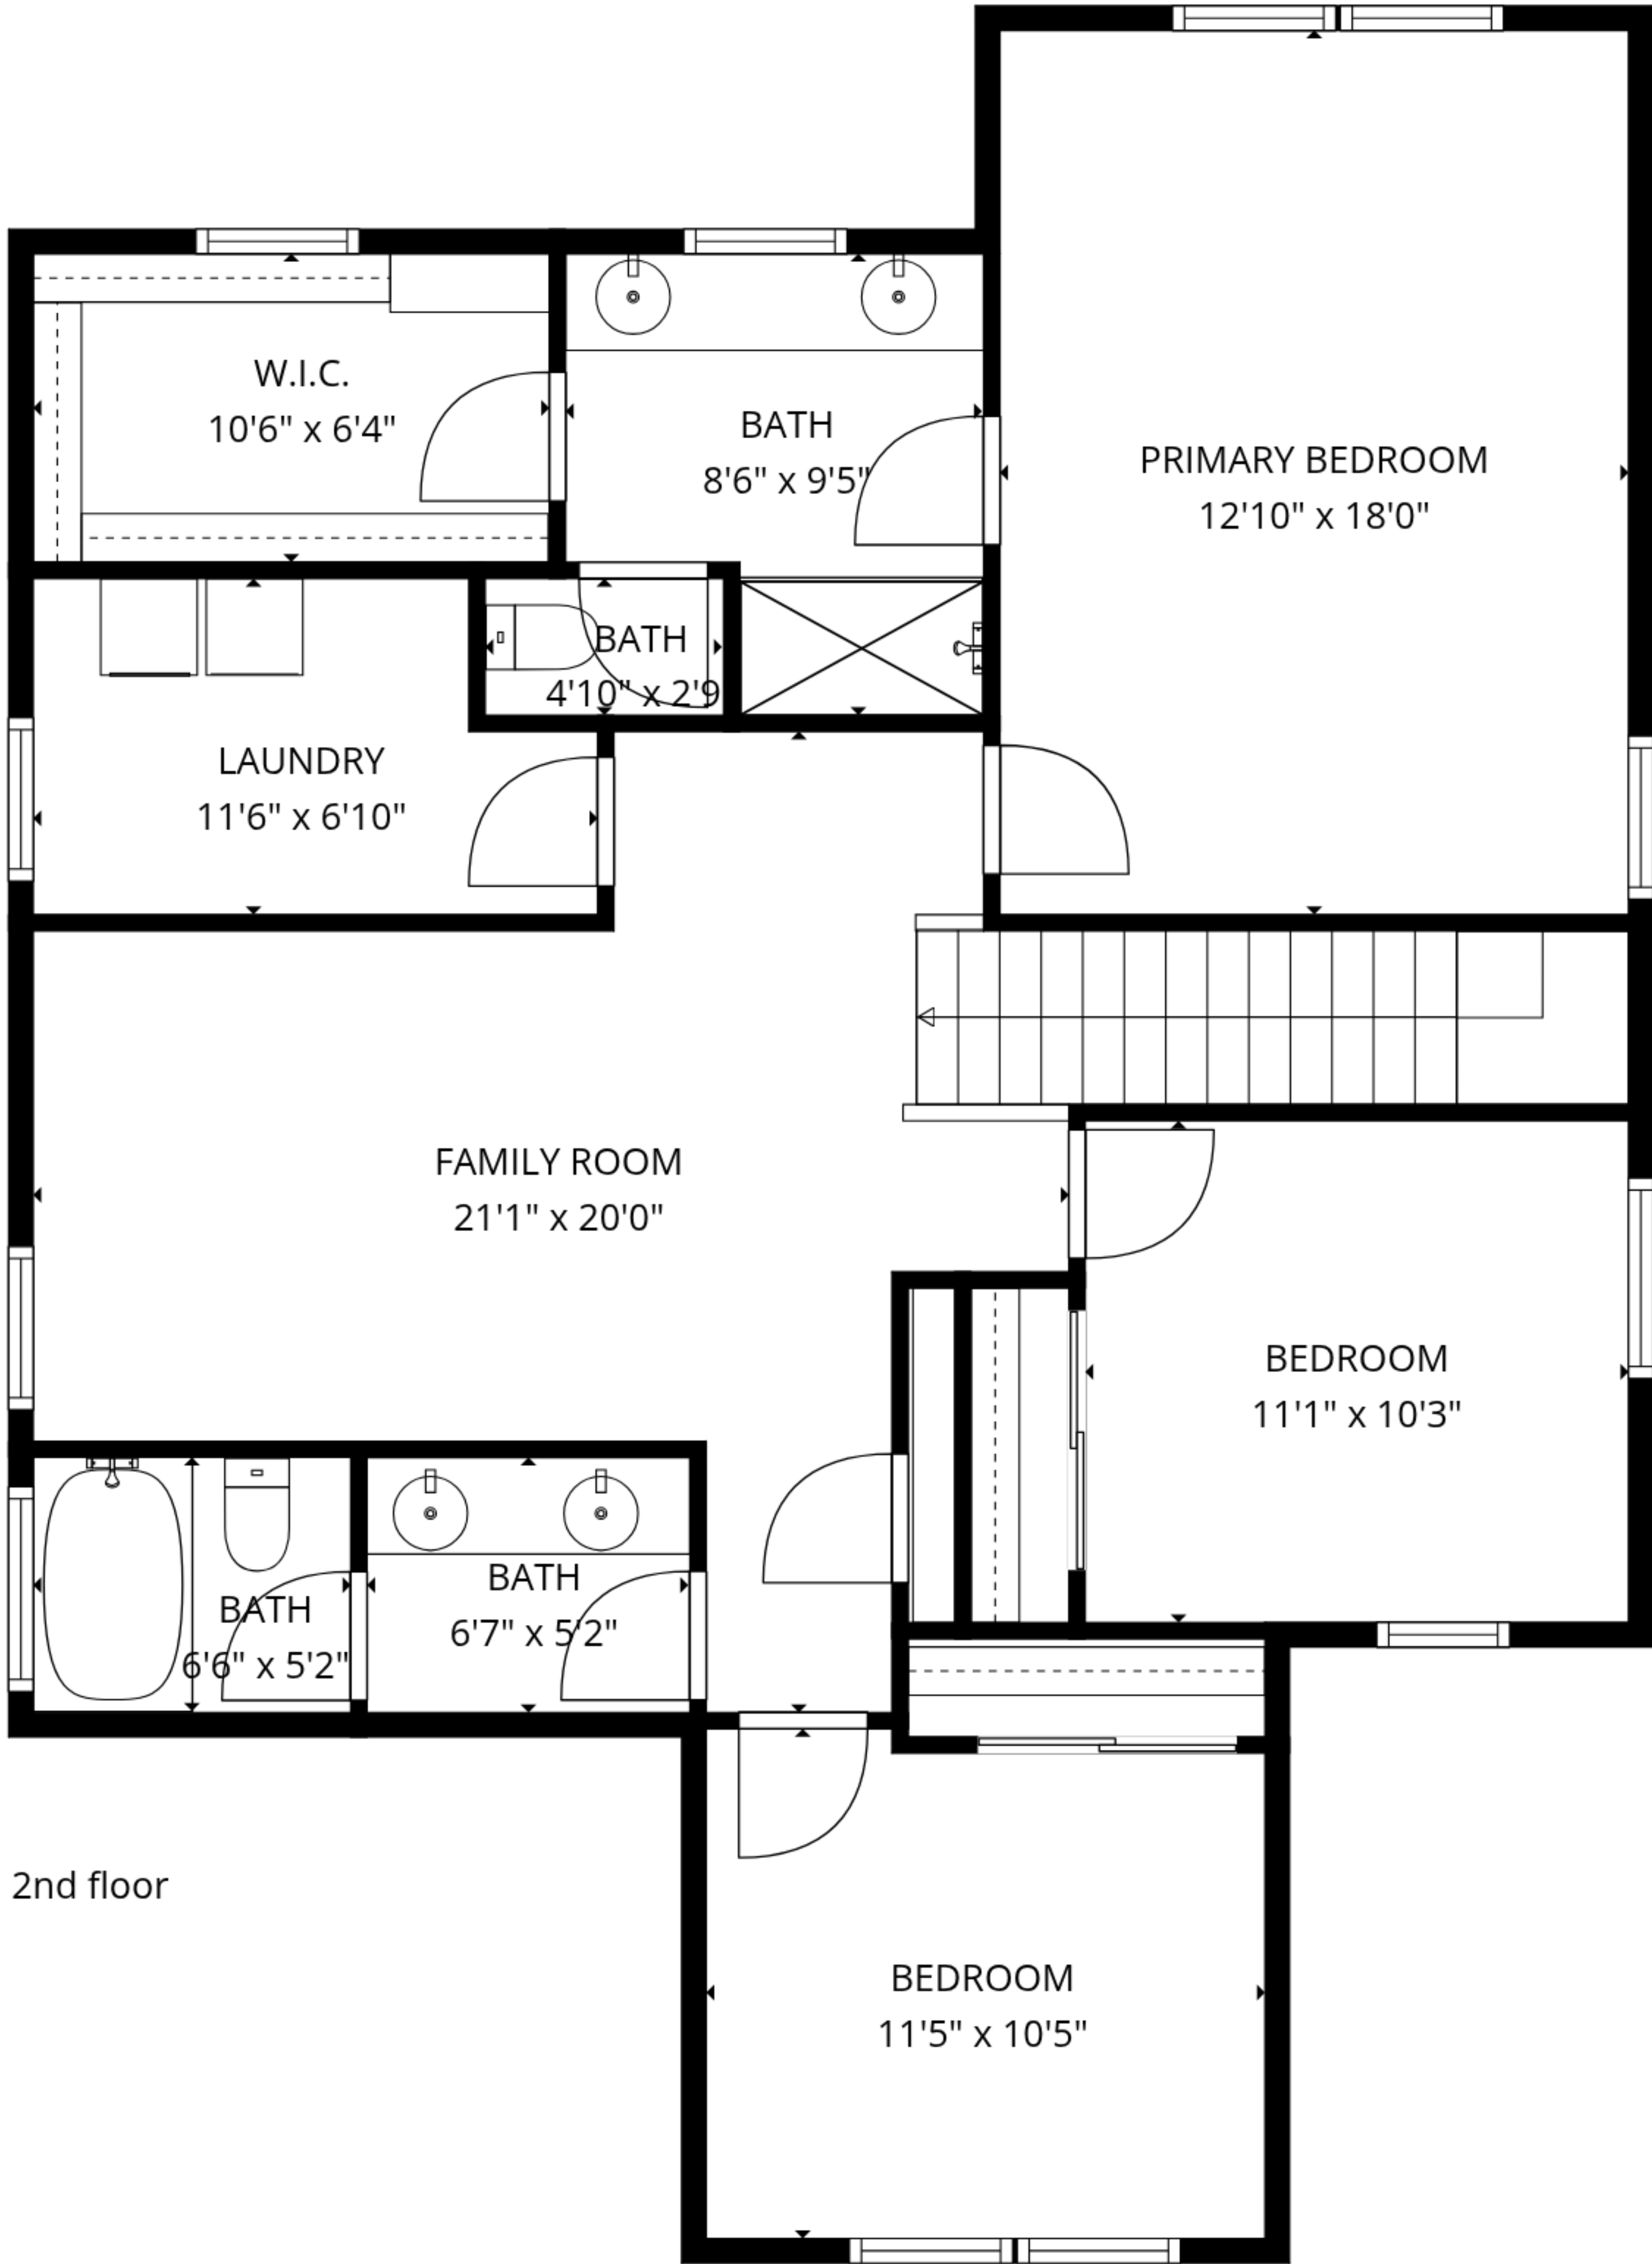 W.I.C.
10'6" x 6'4"
BATH
8'6" x 9'5"
PRIMARY BEDROOM
12'10" x 18'0"
BATH
4'10" x 2'9
LAUNDRY
11'6" x 6'10"
FAMILY ROOM
21'1" x 20'0"
BEDROOM
11'1" x 10'3"
BATH
6'6" x 5'2"
BATH
6'7" x 5'2"
2nd floor
BEDROOM
11'5" x 10'5"